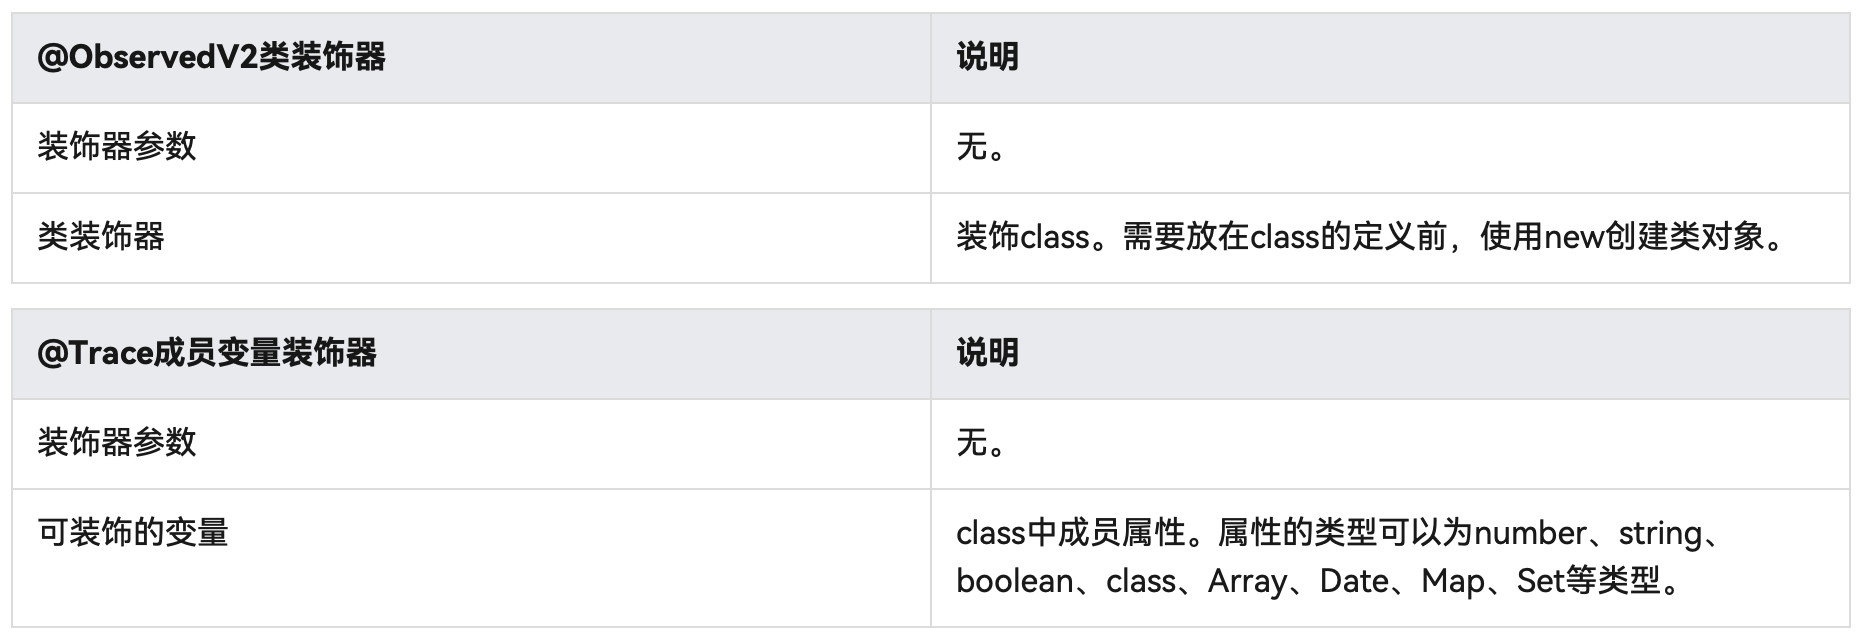 @ObservedV2类装饰器
说明
装饰器参数
无。
类装饰器
装饰class。需要放在class的定义前，使用new创建类对象。
@Trace成员变量装饰器
说明
装饰器参数
无。
可装饰的变量
class中成员属性。属性的类型可以为number、string、
boolean、class、Array、Date、Map、Set等类型。